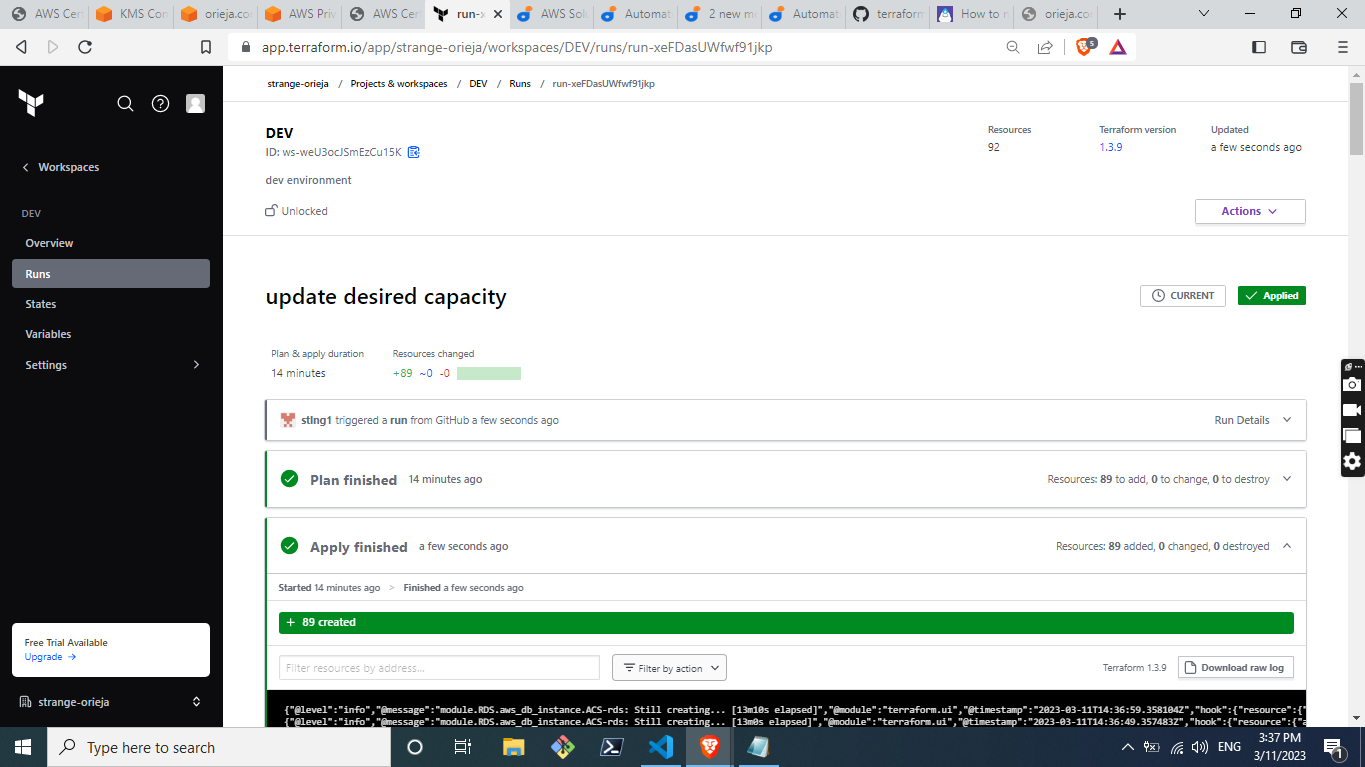 AWS Cer
KMS Con
orieja.co
AWS Priv
AWS Cer
run-x
AWS Solu
Automat
2 new m
Automat
terraform
How to r
orieja.co
app.terraform.io/app/strange-orieja/workspaces/DEV/runs/run-xeFDasUWfwf91jkp
5
strange-orieja / Projects & workspaces / DEV / Runs / run-xeFDasUWfwf91jkp
Workspaces
DEV
Overview
Runs
States
Variables
Settings
Free Trial Available
Upgrade →
strange-orieja
DEV
ID: ws-weU3ocJSmEzCu15K
dev environment
Unlocked
Resources
92
Terraform version
1.3.9
Updated
a few seconds ago
Actions
update desired capacity
CURRENT
Applied
Plan & apply duration
14 minutes
Resources changed
+89 ~0 -0
stlng1 triggered a run from GitHub a few seconds ago
Run Details
Plan finished 14 minutes ago
Resources: 89 to add, 0 to change, 0 to destroy
Apply finished a few seconds ago
Resources: 89 added, 0 changed, 0 destroyed
Started 14 minutes ago > Finished a few seconds ago
+ 89 created
Filter resources by address...
Filter by action
Terraform 1.3.9
Download raw log
{"@level":"info","@message":"module.RDS.aws_db_instance.ACS-rds: Still creating... [13m10s elapsed]","@module":"terraform.ui","@timestamp":"2023-03-11T14:36:59.358104Z","hook":{"resource":{"
{"@level":"info","@message":"module.RDS.aws_db_instance.ACS-rds: Still creating... [13m0s elapsed]","@module":"terraform.ui","@timestamp":"2023-03-11T14:36:49.357483Z","hook":{"resource":{"a
Type here to search
ENG
3:37 PM
3/11/2023
1